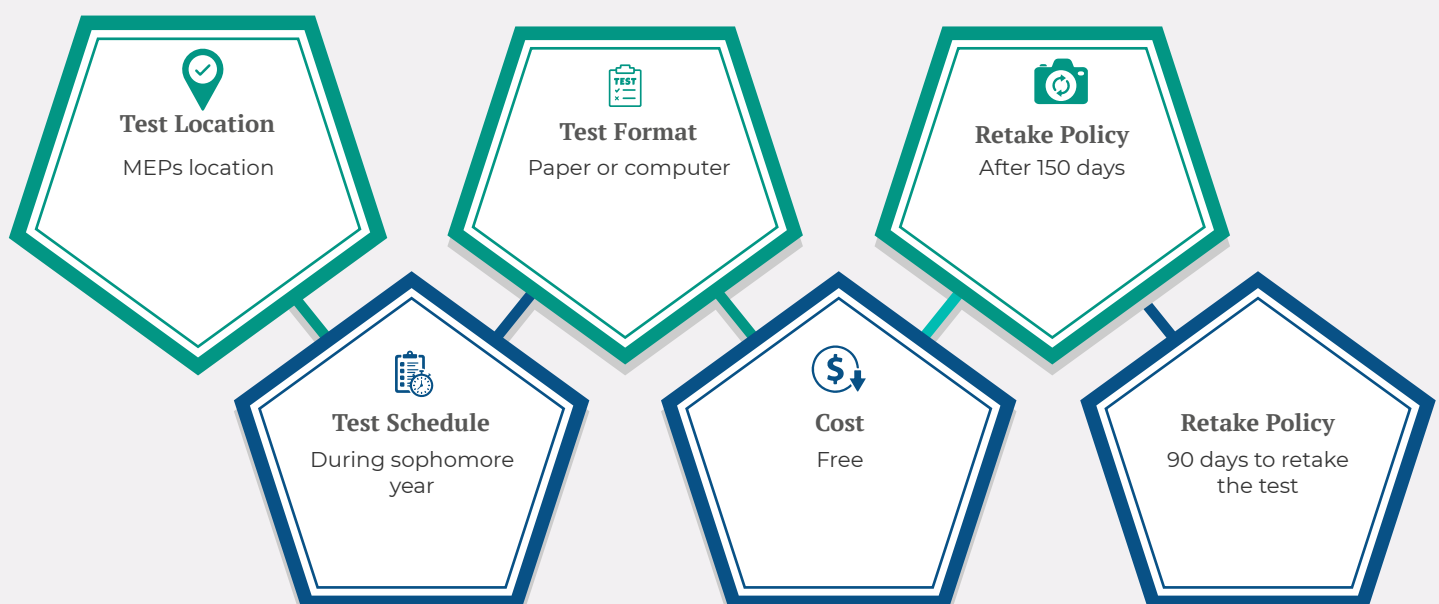 Test Location
MEPs location
TEST
Test Format
Paper or computer
Retake Policy
After 150 days
Test Schedule
During sophomore
year
$
Cost
Free
Retake Policy
90 days to retake
the test